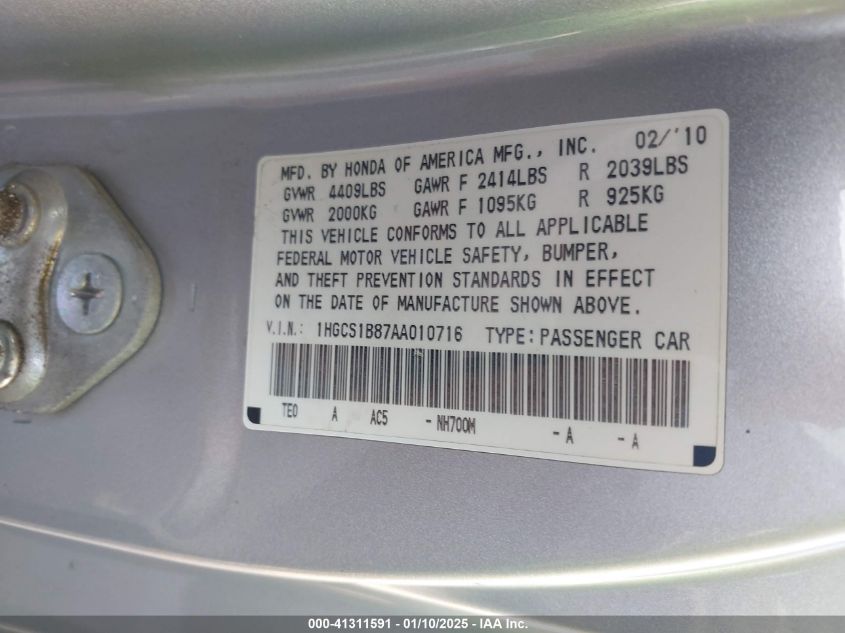 MFD. BY HONDA OF AMERICA MFG., INC. 02/'10
GVWR 4409LBS GAWR F 2414LBS R 2039LBS
GVWR 2000KG GAWR F 1095KG R 925KG
THIS VEHICLE CONFORMS TO ALL APPLICABLE
FEDERAL MOTOR VEHICLE SAFETY, BUMPER,
AND THEFT PREVENTION STANDARDS IN EFFECT
ON THE DATE OF MANUFACTURE SHOWN ABOVE.
V.I.N.: 1HGCS1B87AA010716 TYPE: PASSENGER CAR
TE0 A AC5 - NH700M - A - A
000-41311591 - 01/10/2025 - IAA Inc.